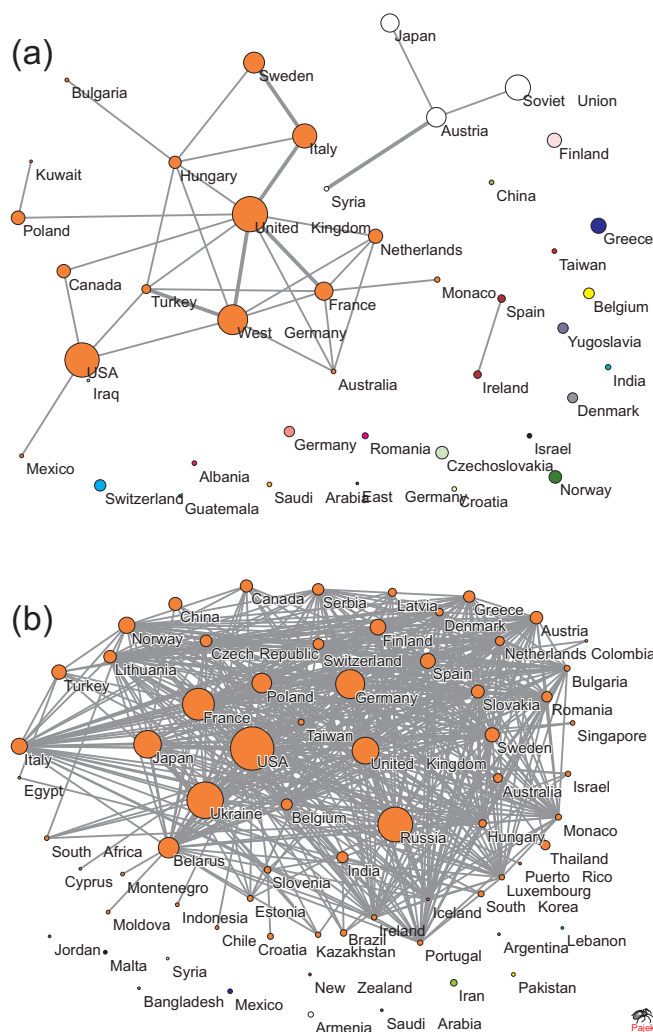 (a)
Japan
Sweden
Bulgaria
Soviet Union
Austria
Italy
Finland
Kuwait
Hungary
Syria
China
Poland
United Kingdom
Netherlands
Greece
Taiwan
Canada
Turkey
France
Monaco
Spain
Belgium
West Germany
Yugoslavia
USA
Iraq
Australia
Ireland
India
Denmark
Mexico
Germany
Romania
Israel
Czechoslovakia
Albania
Switzerland
Guatemala
Saudi Arabia
East Germany
Croatia
Norway
(b)
Canada
Serbia
Latvia
Greece
China
Denmark
Norway
Finland
Austria
Czech Republic
Switzerland
Netherlands
Colombia
Lithuania
Turkey
Poland
Germany
Spain
Bulgaria
Slovakia
Romania
France
Taiwan
Singapore
Italy
Japan
USA
United Kingdom
Sweden
Egypt
Australia
Israel
Ukraine
Belgium
Russia
Hungary
Monaco
South Africa
Belarus
Thailand
Cyprus
Montenegro
Slovenia
India
Puerto Rico
Luxembourg
Moldova
Indonesia
Estonia
Iceland
South Korea
Chile
Croatia
Kazakhstan
Brazil
Ireland
Portugal
Argentina
Lebanon
Jordan
Malta
Syria
Bangladesh
Mexico
New Zealand
Iran
Pakistan
Armenia
Saudi Arabia
Pajek